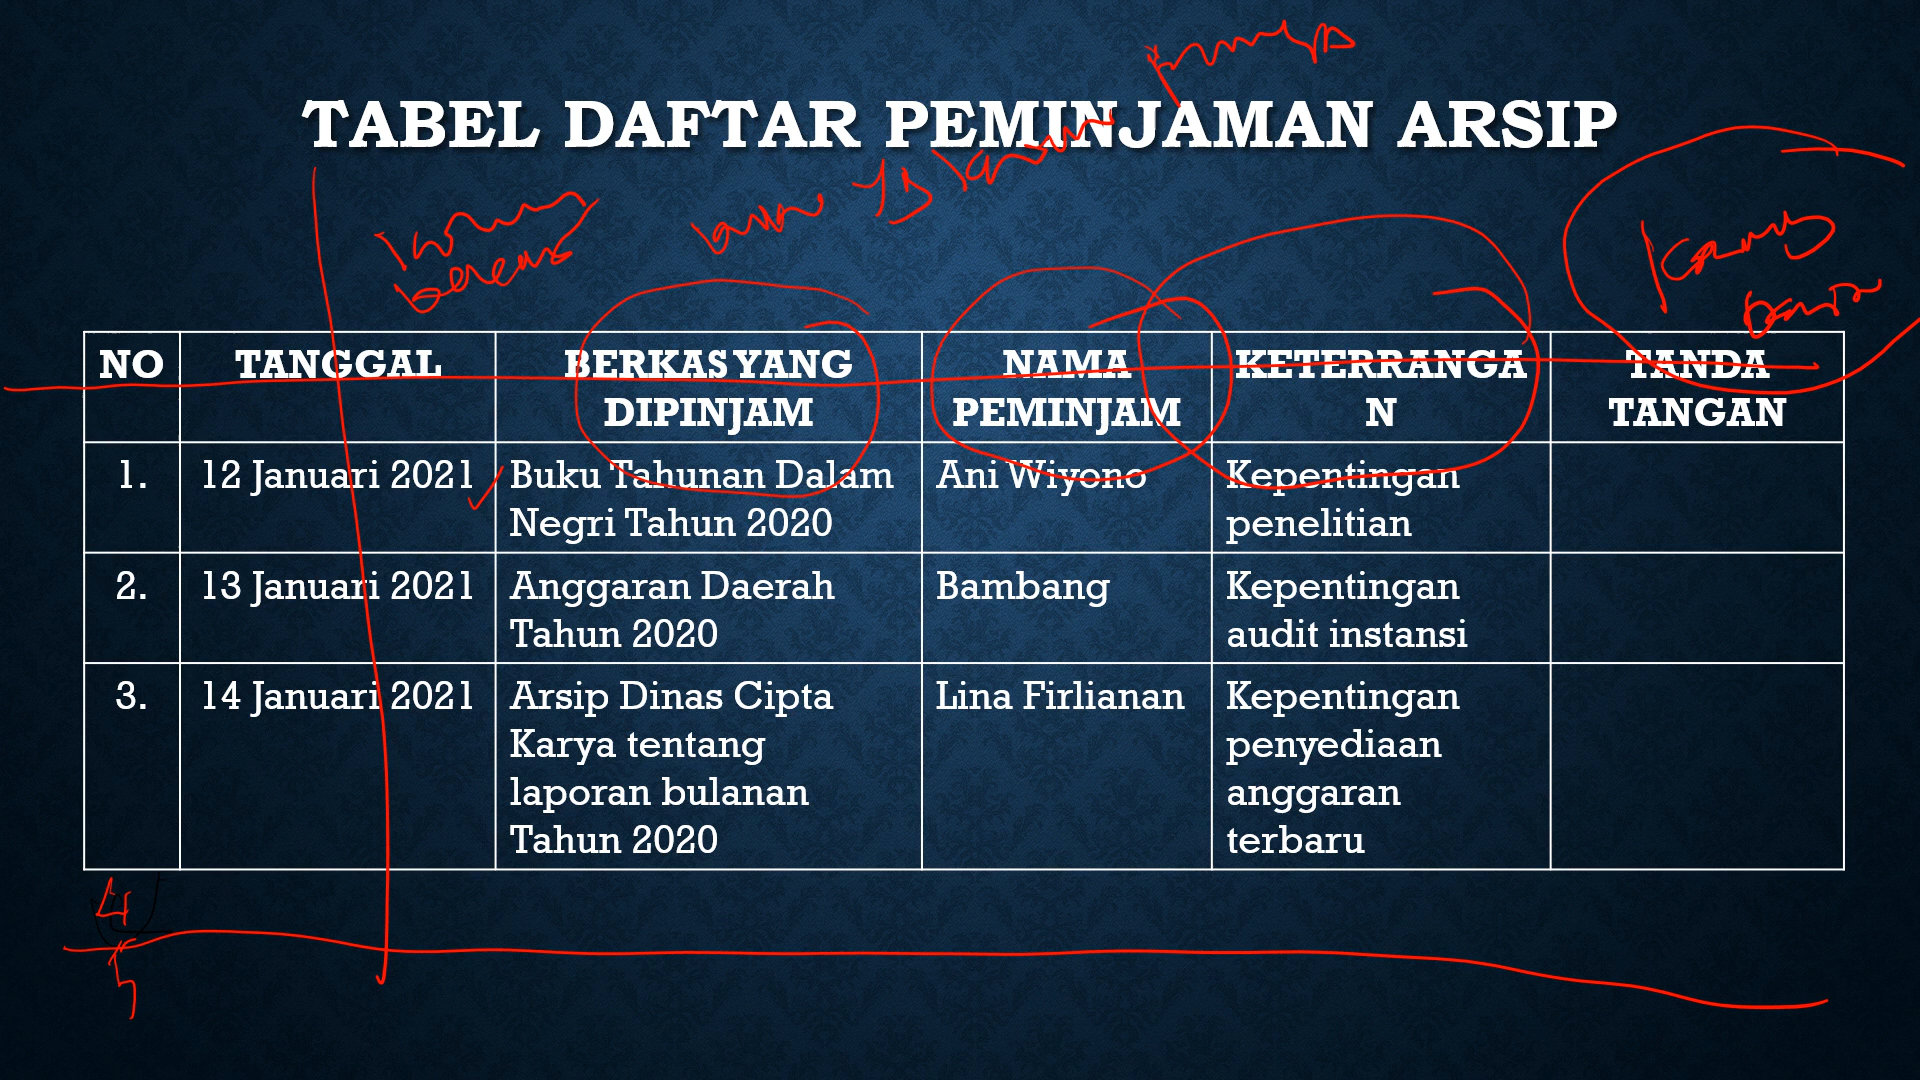 TABEL DAFTAR PEMINJAMAN ARSIP
NO TANGGAL BERKAS YANG DIPINJAM NAMA PEMINJAM KETERRANGAN TANDA TANGAN
1. 12 Januari 2021 Buku Tahunan Dalam Negri Tahun 2020 Ani Wiyono Kepentingan penelitian
2. 13 Januari 2021 Anggaran Daerah Tahun 2020 Bambang Kepentingan audit instansi
3. 14 Januari 2021 Arsip Dinas Cipta Karya tentang laporan bulanan Tahun 2020 Lina Firlianan Kepentingan penyediaan anggaran terbaru
4
5